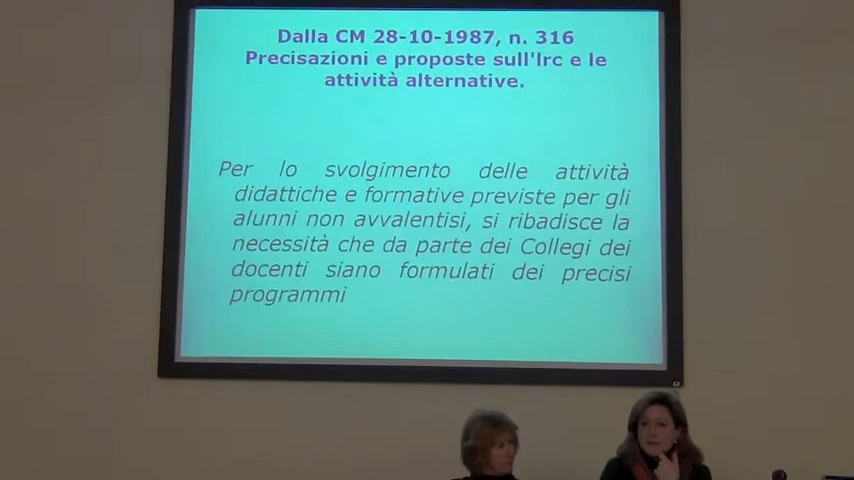 Dalla CM 28-10-1987, n. 316
Precisazioni e proposte sull'Irc e le
attività alternative.
Per lo svolgimento delle attività
didattiche e formative previste per gli
alunni non avvalentisi, si ribadisce la
necessità che da parte dei Collegi dei
docenti siano formulati dei precisi
programmi